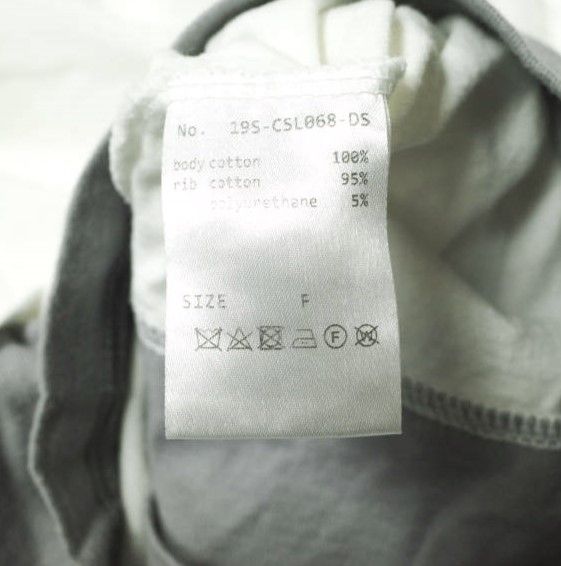 No. 19S-CSL068-DS
body cotton 100%
rib cotton 95%
polyurethane 5%
SIZE F
F W